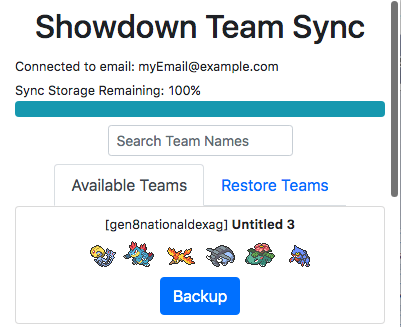 Showdown Team Sync
Connected to email: myEmail@example.com
Sync Storage Remaining: 100%
Search Team Names
Available Teams
Restore Teams
[gen8nationaldexag] Untitled 3
Backup